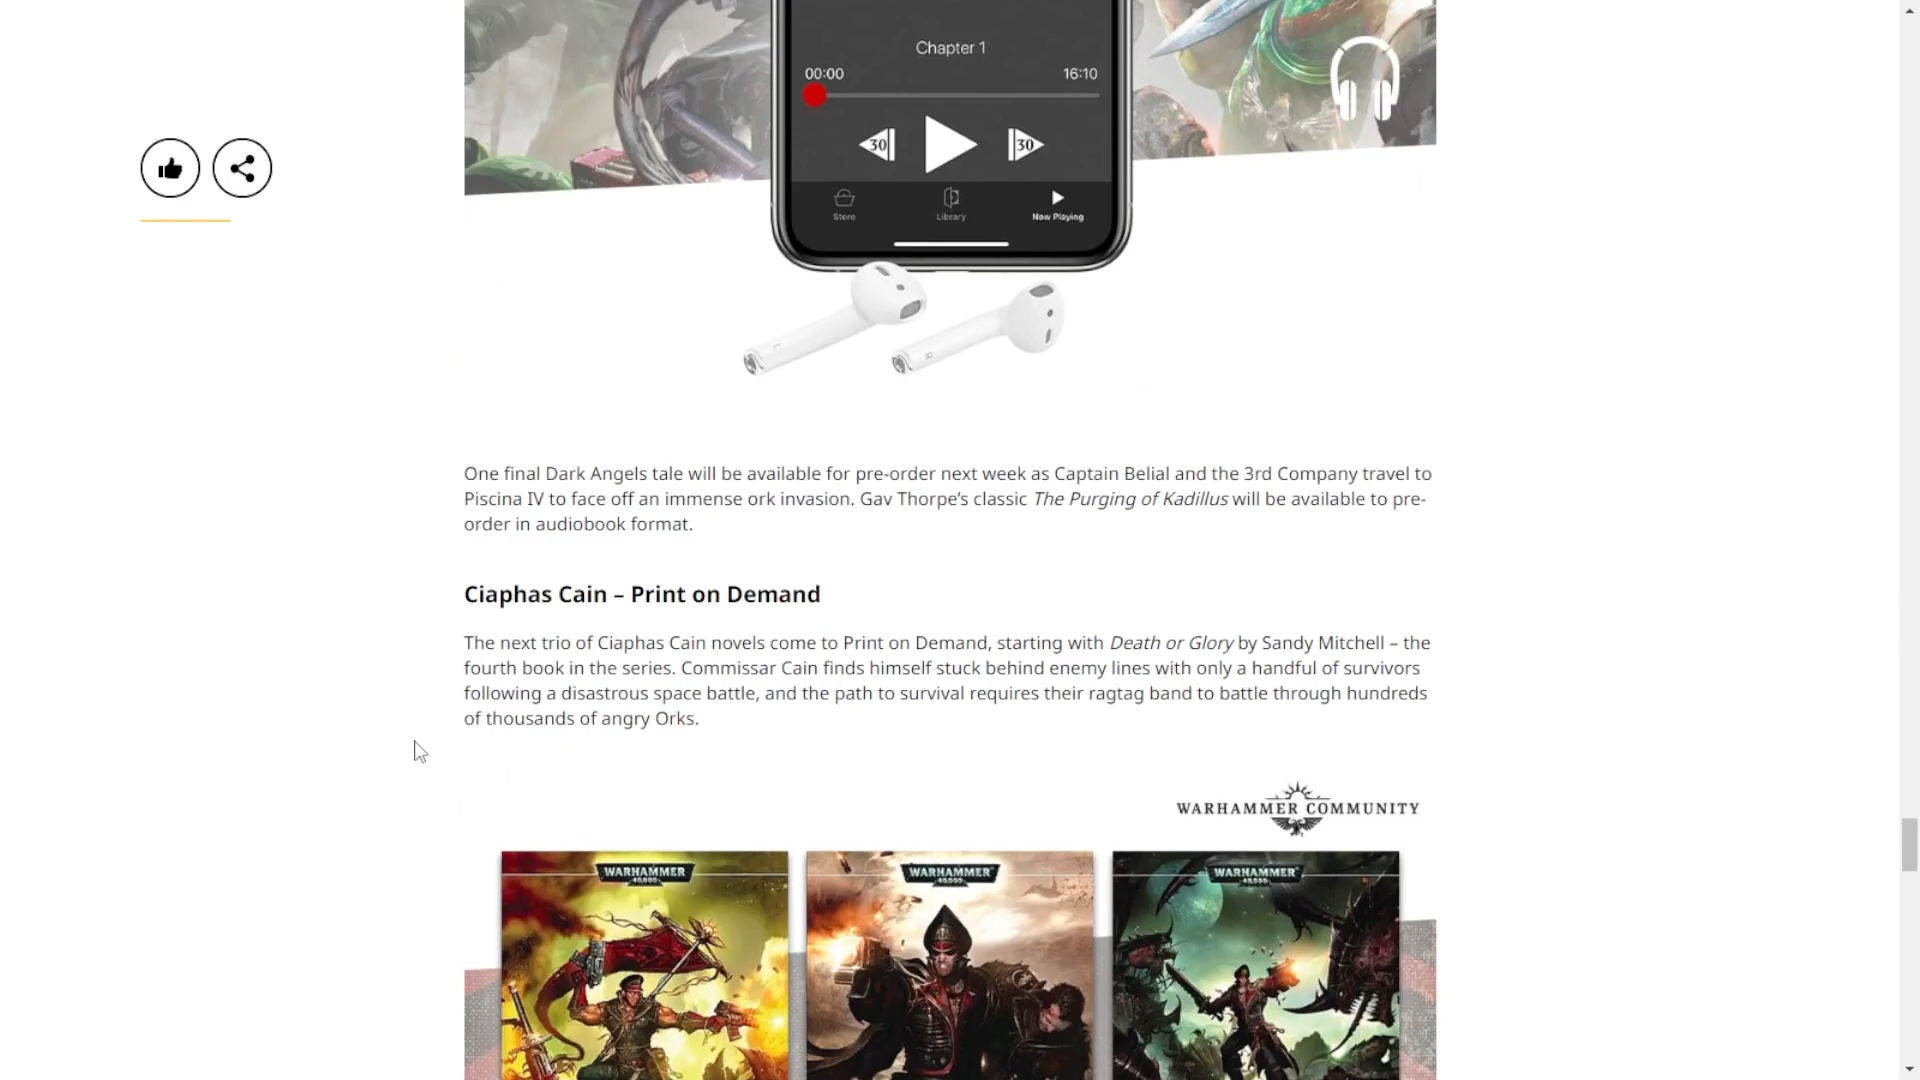 Chapter 1
00:00
16:10
30
30
Store
Library
Now Playing
One final Dark Angels tale will be available for pre-order next week as Captain Belial and the 3rd Company travel to
Piscina IV to face off an immense ork invasion. Gav Thorpe’s classic The Purging of Kadillus will be available to pre-
order in audiobook format.
Ciaphas Cain – Print on Demand
The next trio of Ciaphas Cain novels come to Print on Demand, starting with Death or Glory by Sandy Mitchell – the
fourth book in the series. Commissar Cain finds himself stuck behind enemy lines with only a handful of survivors
following a disastrous space battle, and the path to survival requires their ragtag band to battle through hundreds
of thousands of angry Orks.
WARHAMMER COMMUNITY
WARHAMMER
40,000
WARHAMMER
40,000
WARHAMMER
40,000